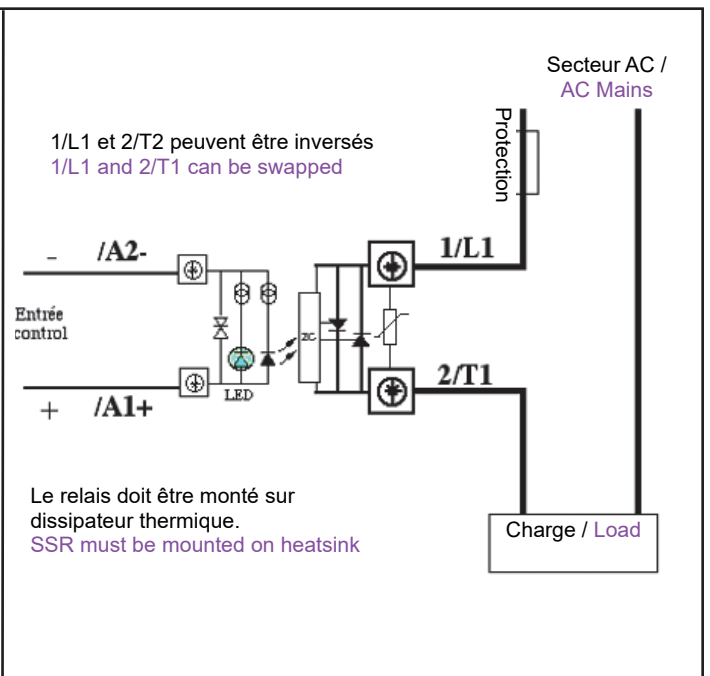 Secteur AC /
AC Mains
1/L1 et 2/T2 peuvent être inversés
1/L1 and 2/T1 can be swapped
Protection
- /A2-
1/L1
Entrée
control
ZC
LED
2/T1
+ /A1+
Le relais doit être monté sur
dissipateur thermique.
SSR must be mounted on heatsink
Charge / Load